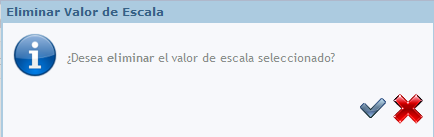 Eliminar Valor de Escala
¿Desea eliminar el valor de escala seleccionado?